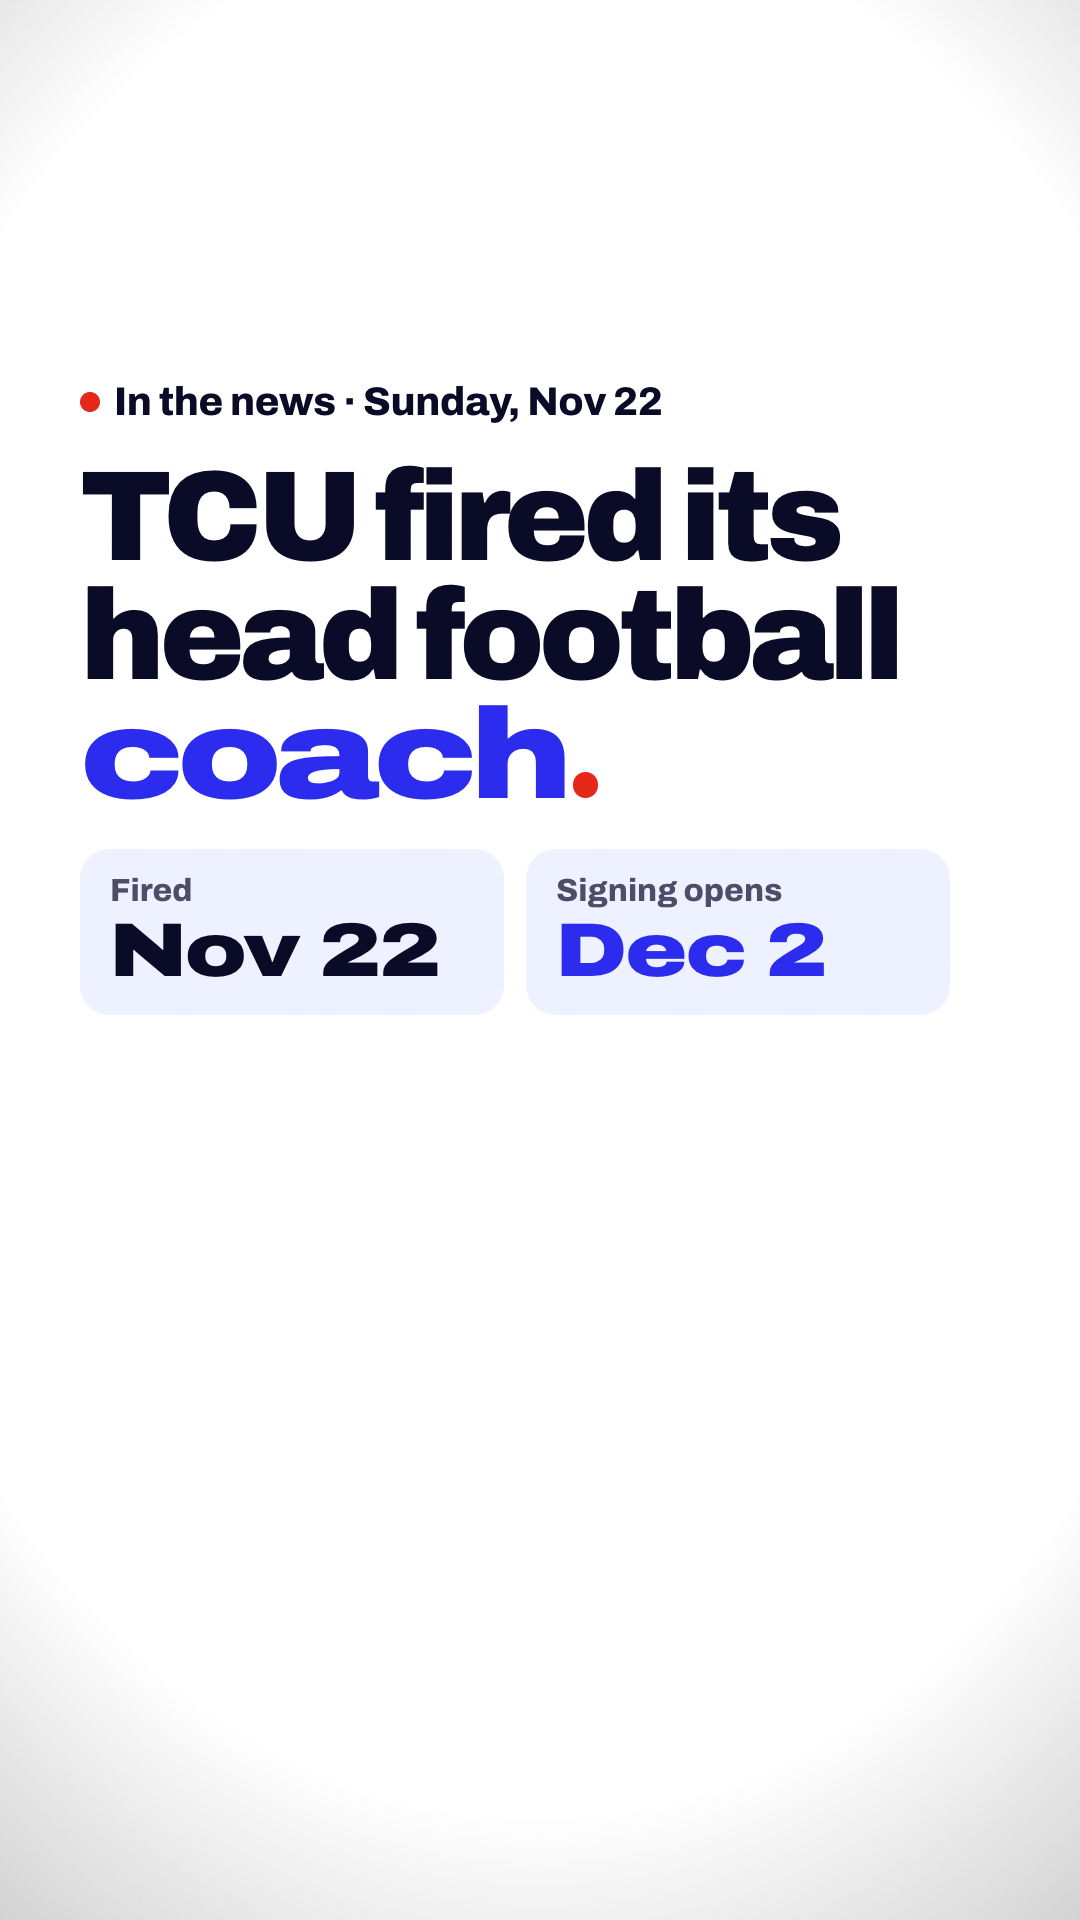 In the news · Sunday, Nov 22
TCU fired its
head football
coach.
Fired
Nov 22
Signing opens
Dec 2